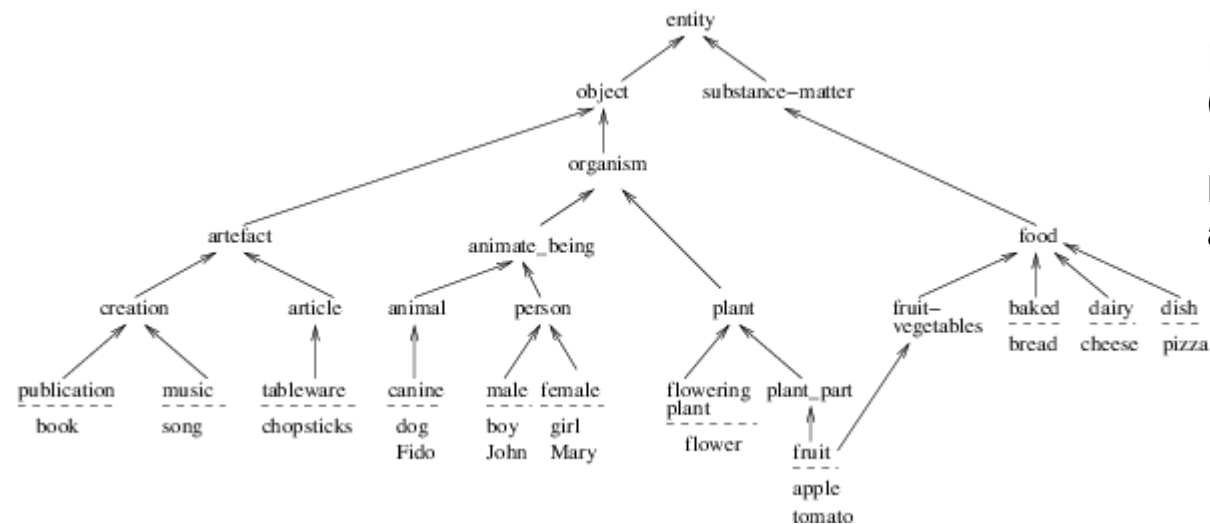 entity
object
substance-matter
organism
artefact
animate_being
food
creation
article
animal
person
plant
fruit-
vegetables
baked
dairy
dish
bread
cheese
pizza
publication
music
tableware
canine
male
female
flowering
plant
plant_part
book
song
chopsticks
dog
Fido
boy
John
girl
Mary
flower
fruit
apple
tomato